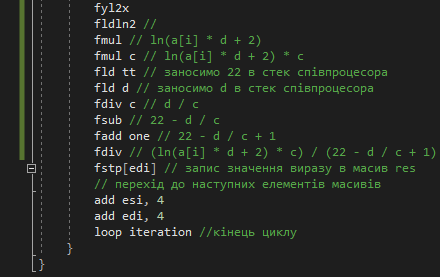 fyl2x
fldln2 //
fmul // ln(a[i] * d + 2)
fmul c // ln(a[i] * d + 2) * c
fld tt // заносимо 22 в стек співпроцесора
fld d // заносимо d в стек співпроцесора
fdiv c // d / c
fsub // 22 - d / c
fadd one // 22 - d / c + 1
fdiv // (ln(a[i] * d + 2) * c) / (22 - d / c + 1)
fstp[edi] // запис значення виразу в масив res
// перехід до наступних елементів масивів
add esi, 4
add edi, 4
loop iteration //кінець циклу
}
}